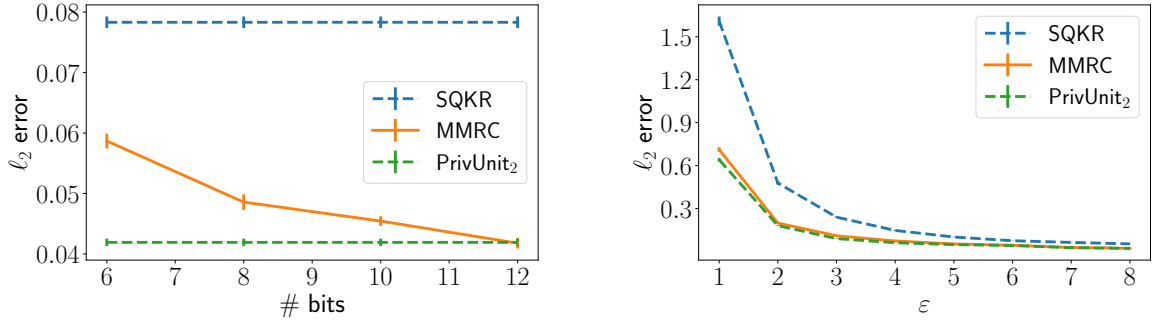 0.08
0.07
0.06
0.05
0.04
ℓ₂ error
6
7
8
9
10
11
12
# bits
SQKR
MMRC
PrivUnit₂
1.5
1.2
0.9
0.6
0.3
ℓ₂ error
1
2
3
4
5
6
7
8
ε
SQKR
MMRC
PrivUnit₂